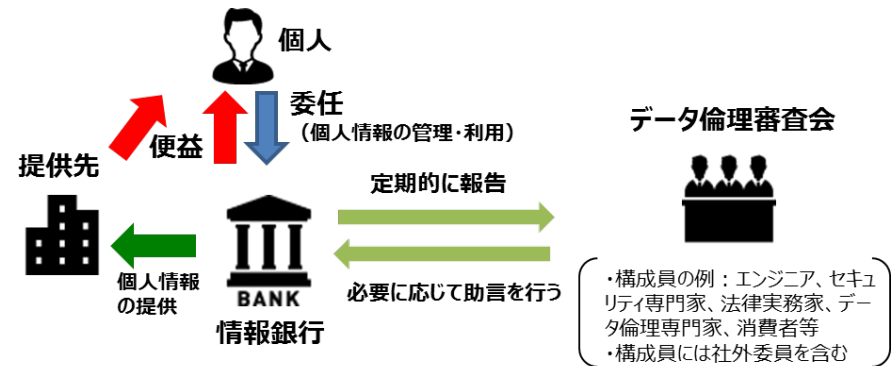 個人
委任
（個人情報の管理・利用）
便益
提供先
個人情報
の提供
BANK
情報銀行
定期的に報告
必要に応じて助言を行う
データ倫理審査会
・構成員の例：エンジニア、セキュ
リティ専門家、法律実務家、デー
タ倫理専門家、消費者等
・構成員には社外委員を含む